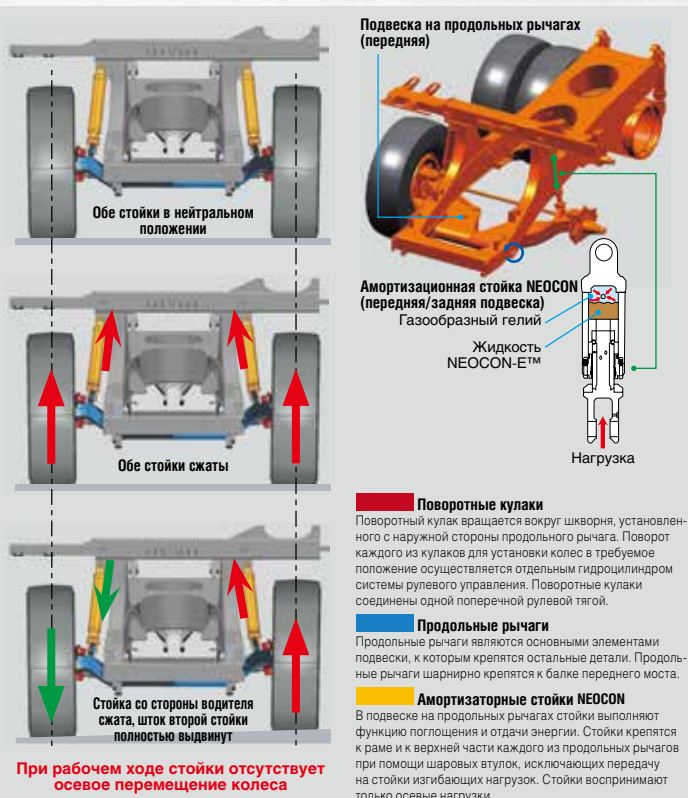 Обе стойки в нейтральном
положении
Обе стойки сжаты
Стойка со стороны водителя
сжата, шток второй стойки
полностью выдвинут
При рабочем ходе стойки отсутствует
осевое перемещение колеса
Подвеска на продольных рычагах
(передняя)
Амортизационная стойка NEOCON
(передняя/задняя подвеска)
Газообразный гелий
Жидкость
NEOCON-E™
Нагрузка
Поворотные кулаки
Поворотный кулак вращается вокруг шкворня, установлен-
ного с наружной стороны продольного рычага. Поворот
каждого из кулаков для установки колес в требуемое
положение осуществляется отдельным гидроцилиндром
системы рулевого управления. Поворотные кулаки
соединены одной поперечной рулевой тягой.
Продольные рычаги
Продольные рычаги являются основными элементами
подвески, к которым крепятся остальные детали. Продоль-
ные рычаги шарнирно крепятся к балке переднего моста.
Амортизаторные стойки NEOCON
В подвеске на продольных рычагах стойки выполняют
функцию поглощения и отдачи энергии. Стойки крепятся
к раме и к верхней части каждого из продольных рычагов
при помощи шаровых втулок, исключающих передачу
на стойки изгибающих нагрузок. Стойки воспринимают
только осевые нагрузки.